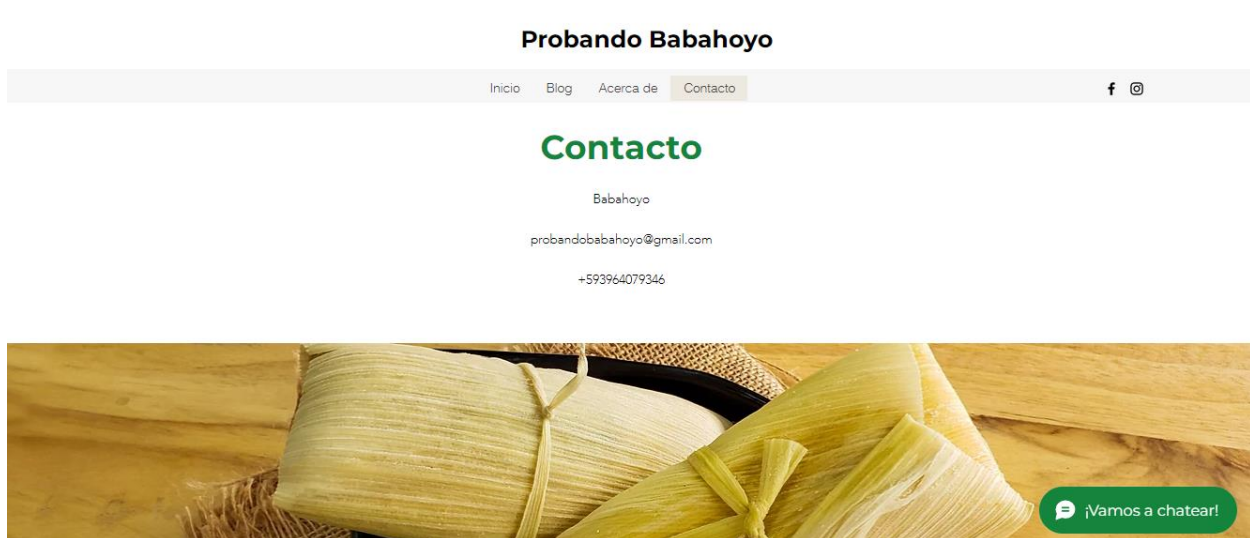 Probando Babahoyo
Inicio Blog Acerca de Contacto
Contacto
Babahoyo
probandobabahoyo@gmail.com
+593964079346
¡Vamos a chatear!